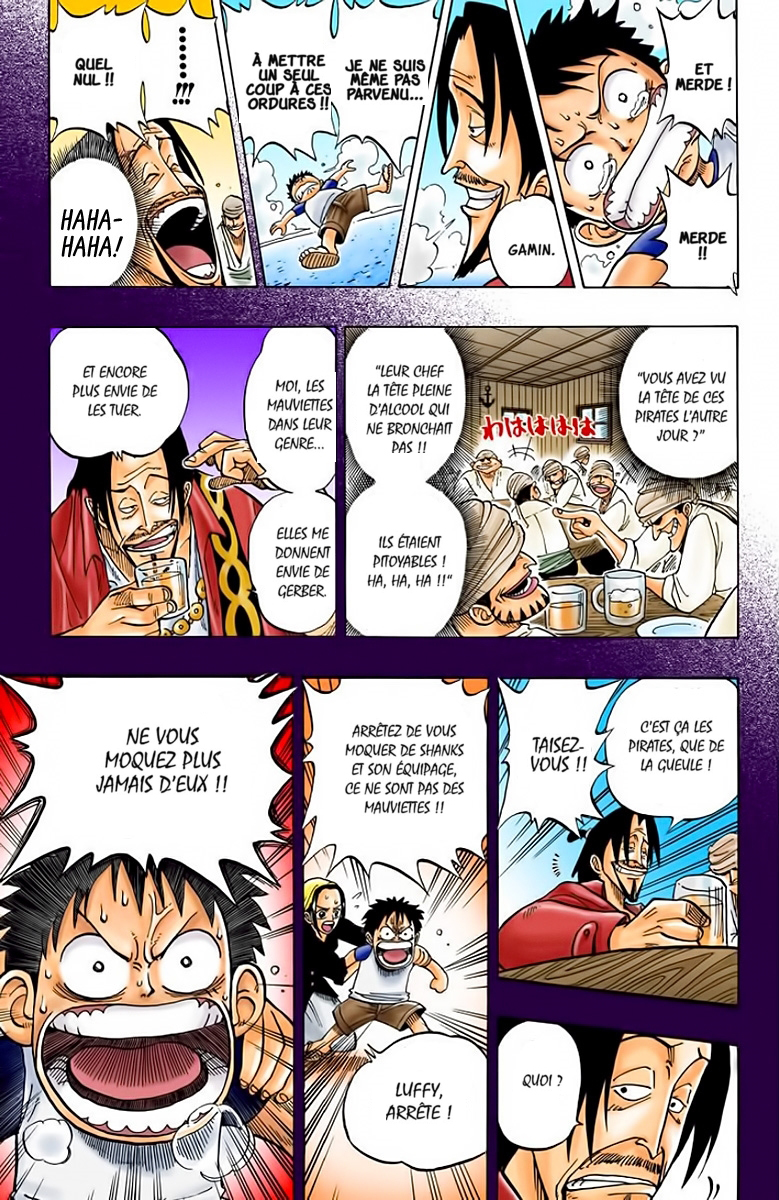 ET
MERDE !
MERDE
!!
GAMIN.
JE NE SUIS
MÊME PAS
PARVENU...
À METTRE
UN SEUL
COUP À CES
ORDURES !!
......
!!!
QUEL
NUL !!
HAHA-
HAHA!
"VOUS AVEZ VU
LA TÊTE DE CES
PIRATES L'AUTRE
JOUR ?"
わはははは
"LEUR CHEF
LA TÊTE PLEINE
D'ALCOOL QUI
NE BRONCHAIT
PAS !!
ILS ÉTAIENT
PITOYABLES !
HA, HA, HA !!"
MOI, LES
MAUVIETTES
DANS LEUR
GENRE...
ELLES ME
DONNENT
ENVIE DE
GERBER.
ET ENCORE
PLUS ENVIE DE
LES TUER.
C'EST ÇA LES
PIRATES, QUE DE
LA GUEULE !
TAISEZ-
VOUS !!
QUOI ?
ARRÊTEZ DE VOUS
MOQUER DE SHANKS
ET SON ÉQUIPAGE,
CE NE SONT PAS DES
MAUVIETTES !!
LUFFY,
ARRÊTE !
NE VOUS
MOQUEZ PLUS
JAMAIS D'EUX !!